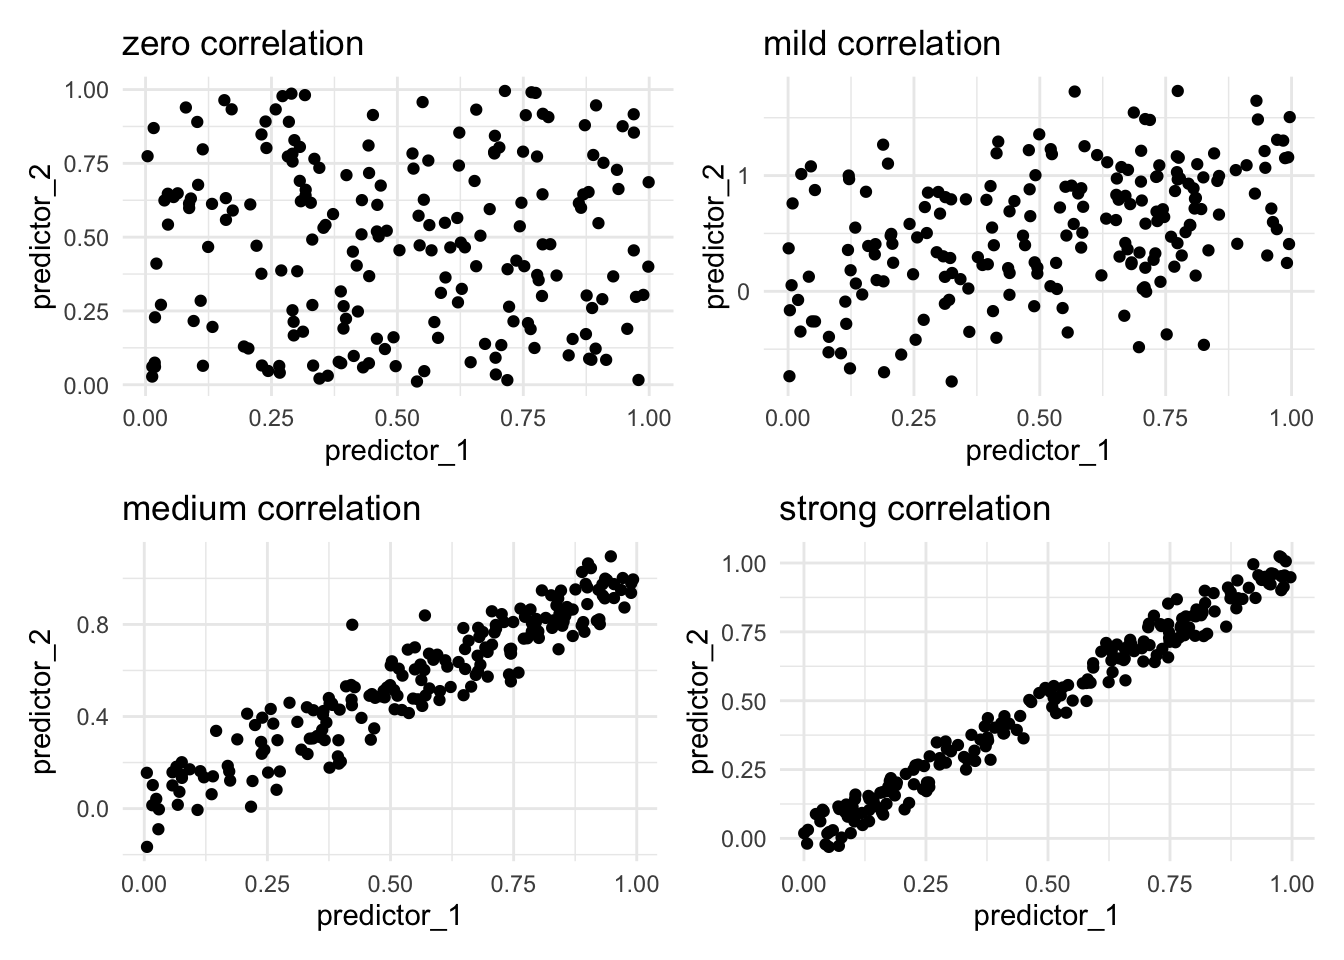 zero correlation
1.00
0.75
0.50
0.25
0.00
predictor_2
0.00 0.25 0.50 0.75 1.00
predictor_1
mild correlation
1
0
predictor_2
0.00 0.25 0.50 0.75 1.00
predictor_1
medium correlation
0.8
0.4
0.0
predictor_2
0.00 0.25 0.50 0.75 1.00
predictor_1
strong correlation
1.00
0.75
0.50
0.25
0.00
predictor_2
0.00 0.25 0.50 0.75 1.00
predictor_1